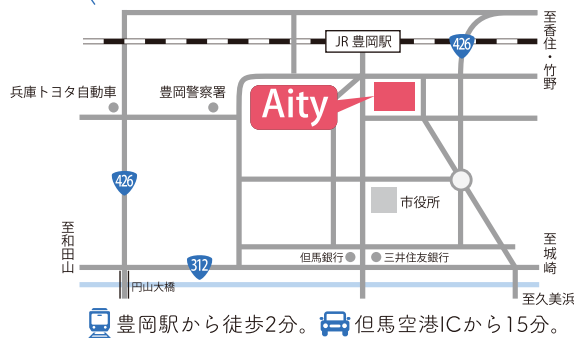 至香住・竹野
JR 豊岡駅
426
兵庫トヨタ自動車
豊岡警察署
Aity
426
市役所
至和田山
312
但馬銀行
三井住友銀行
至城崎
円山大橋
至久美浜
豊岡駅から徒歩2分。
但馬空港ICから15分。